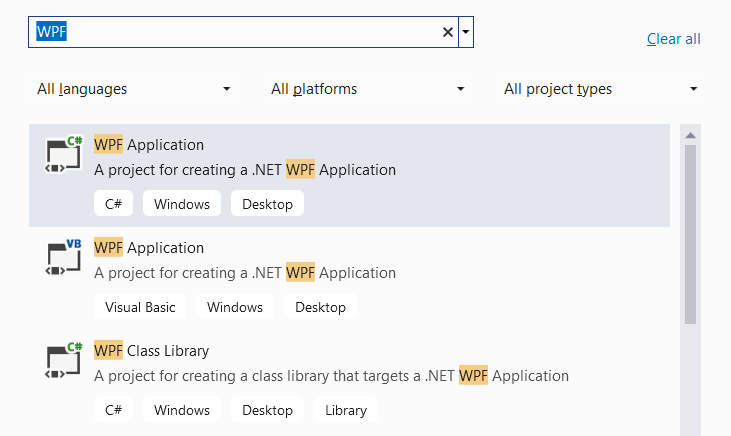 WPF
Clear all
All languages
All platforms
All project types
C#
WPF Application
A project for creating a .NET WPF Application
C#
Windows
Desktop
VB
WPF Application
A project for creating a .NET WPF Application
Visual Basic
Windows
Desktop
C#
WPF Class Library
A project for creating a class library that targets a .NET WPF Application
C#
Windows
Desktop
Library